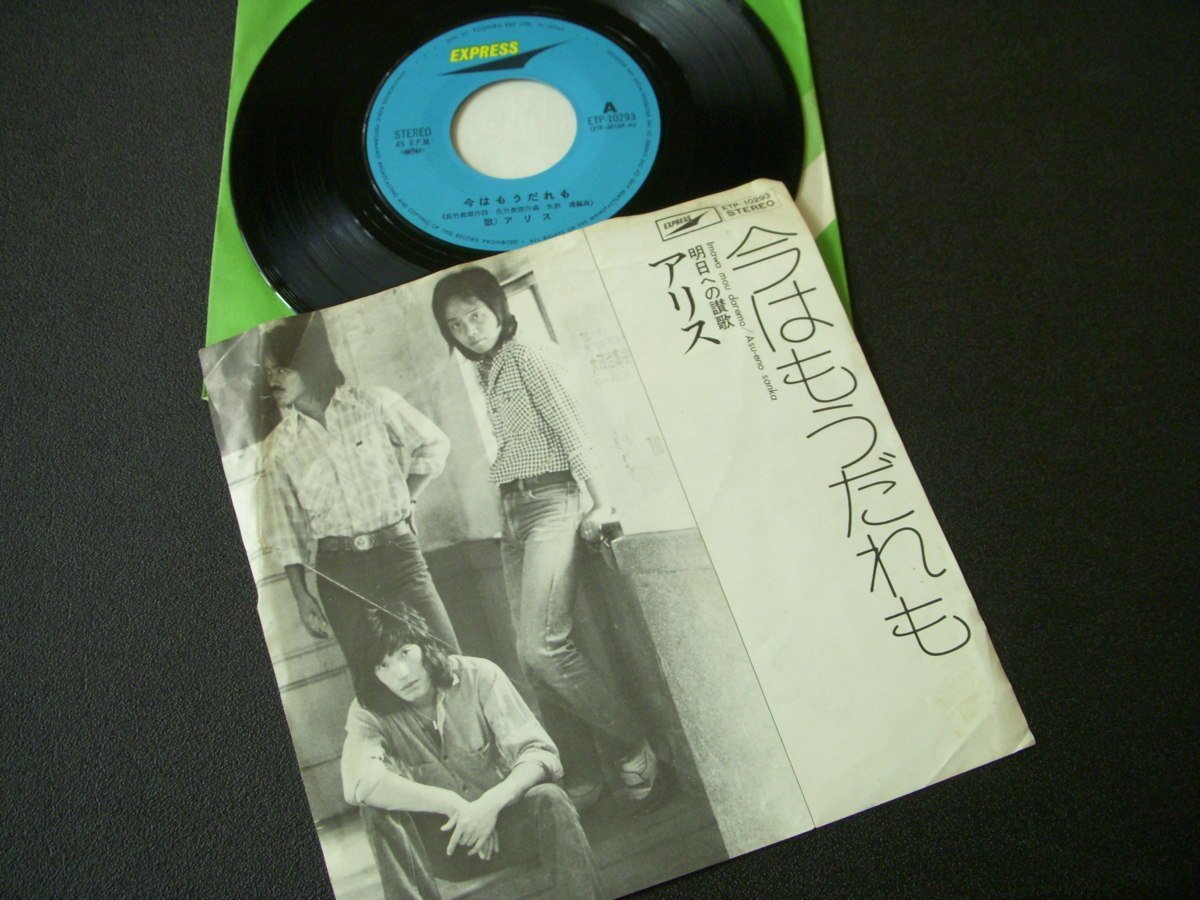 EXPRESS
STEREO
45 R.P.M.
A
ETP-10293
今はもうだれも
歌) アリス
EXPRESS
ETP-10293
STEREO
今はもうだれも
Imawa mou daremo/Asu-eno sanka
明日への讃歌
アリス